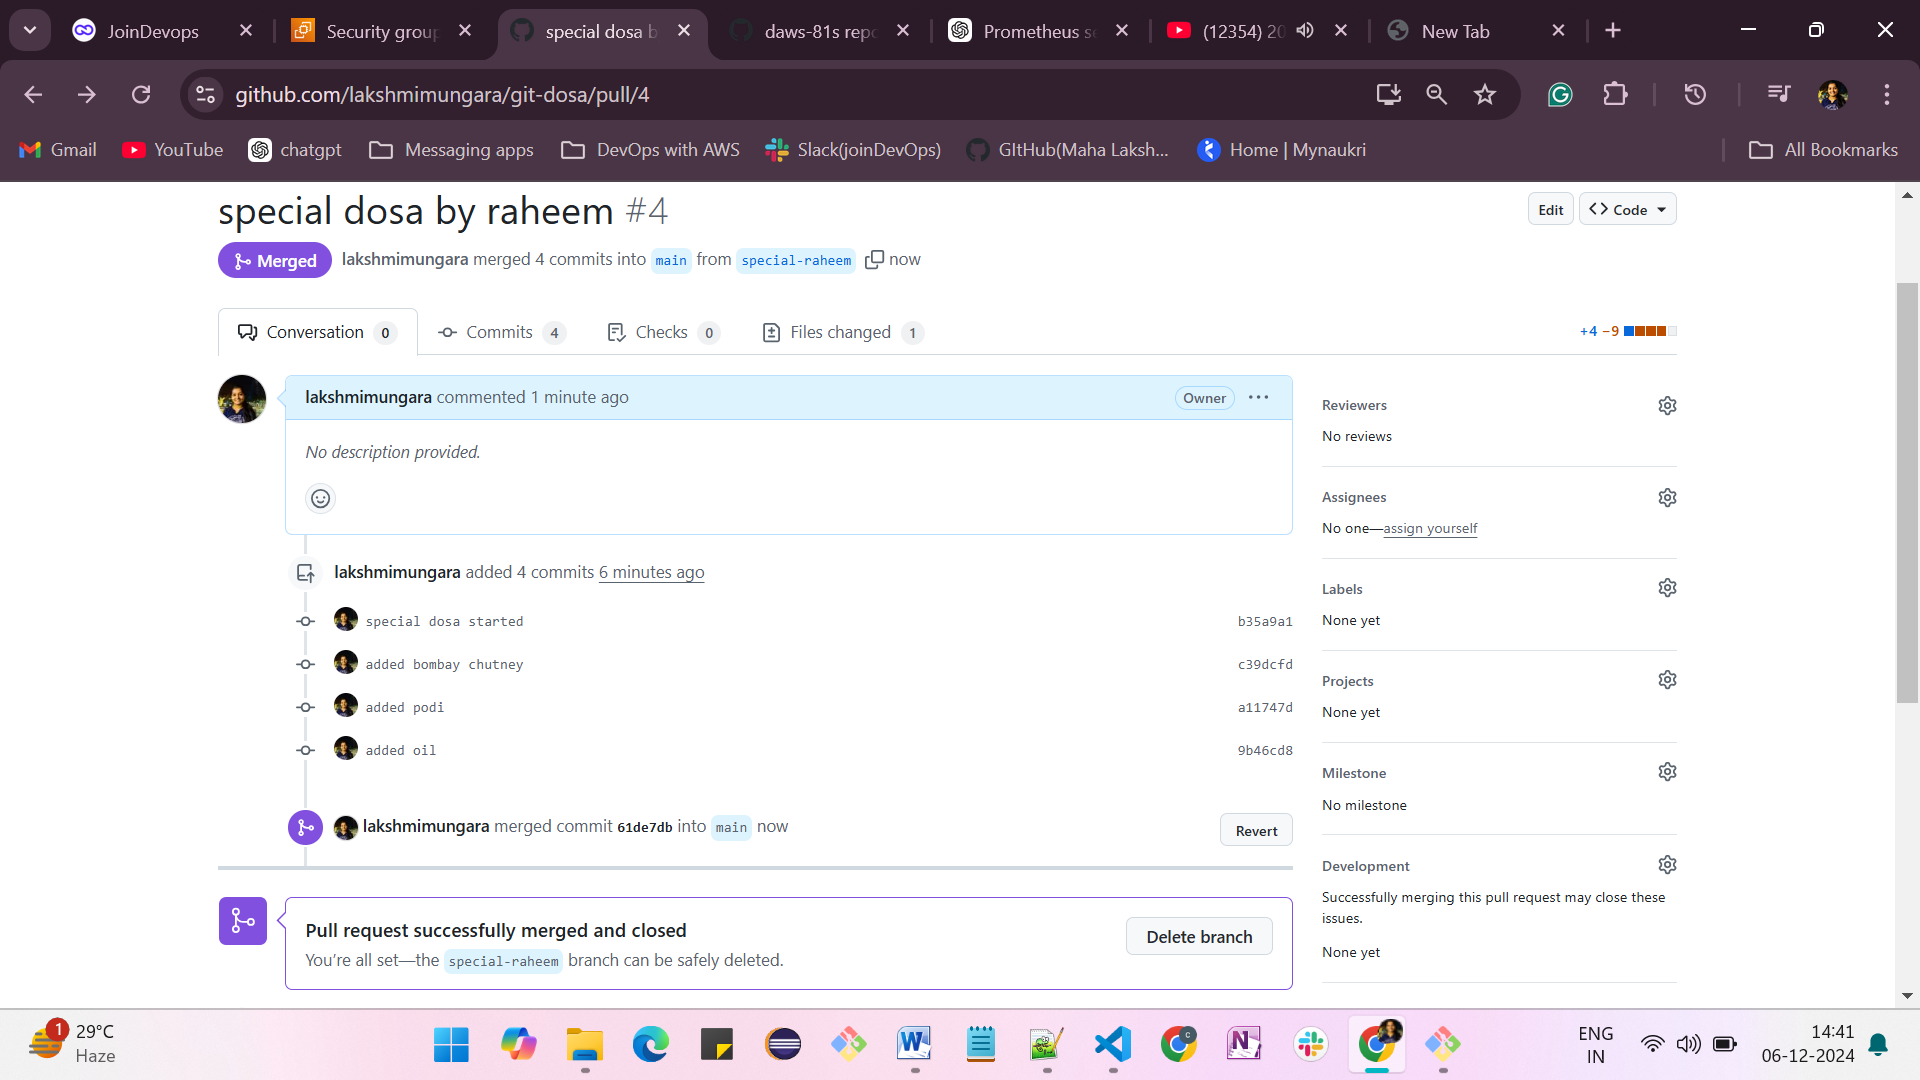 JoinDevops
Security group
special dosa b
daws-81s repo
Prometheus s
(12354) 20
New Tab
github.com/lakshmimungara/git-dosa/pull/4
Gmail
YouTube
chatgpt
Messaging apps
DevOps with AWS
Slack(joinDevOps)
GItHub(Maha Laksh...
Home | Mynaukri
All Bookmarks
special dosa by raheem #4
Edit
<> Code
Merged
lakshmimungara merged 4 commits into main from special-raheem now
Conversation 0
Commits 4
Checks 0
Files changed 1
+4 −9
lakshmimungara commented 1 minute ago
Owner
No description provided.
lakshmimungara added 4 commits 6 minutes ago
special dosa started b35a9a1
added bombay chutney c39dcfd
added podi a11747d
added oil 9b46cd8
lakshmimungara merged commit 61de7db into main now
Revert
Pull request successfully merged and closed
You're all set—the special-raheem branch can be safely deleted.
Delete branch
Reviewers
No reviews
Assignees
No one—assign yourself
Labels
None yet
Projects
None yet
Milestone
No milestone
Development
Successfully merging this pull request may close these
issues.
None yet
1
29°C
Haze
ENG
IN
14:41
06-12-2024